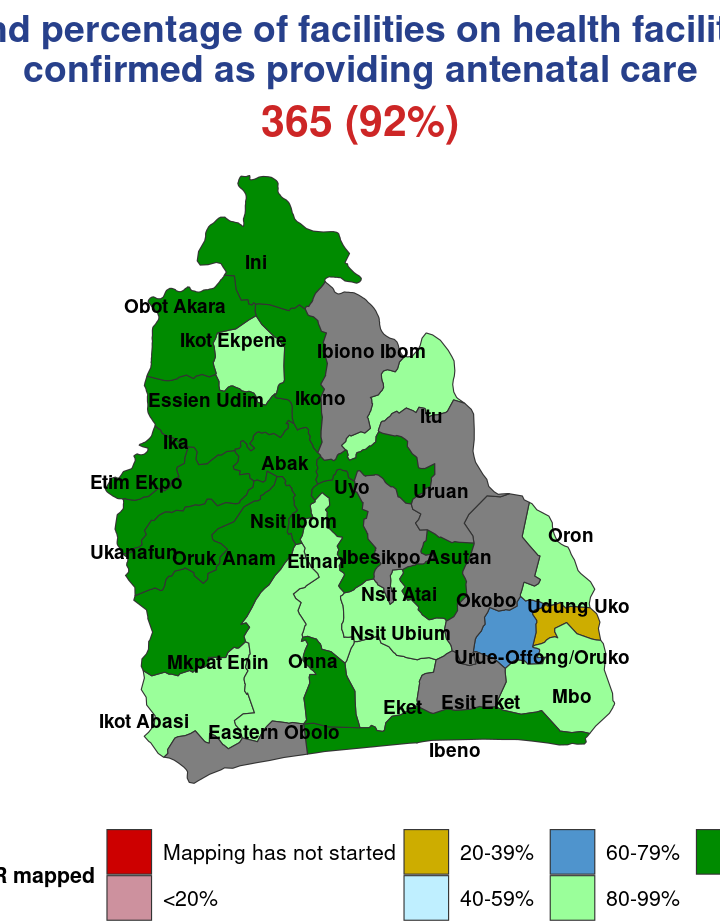 nd percentage of facilities on health facilit
confirmed as providing antenatal care
365 (92%)
Ini
Obot Akara
Ikot Ekpene
Ibiono Ibom
Essien Udim
Ikono
Itu
Ika
Abak
Etim Ekpo
Uyo
Uruan
Nsit Ibom
Oron
Ukanafun
Oruk Anam
Etinan
Ibesikpo Asutan
Nsit Atai
Okobo
Udung Uko
Nsit Ubium
Urue-Offong/Oruko
Mkpat Enin
Onna
Mbo
Eket
Esit Eket
Ikot Abasi
Eastern Obolo
Ibeno
R mapped
Mapping has not started
20-39%
60-79%
<20%
40-59%
80-99%